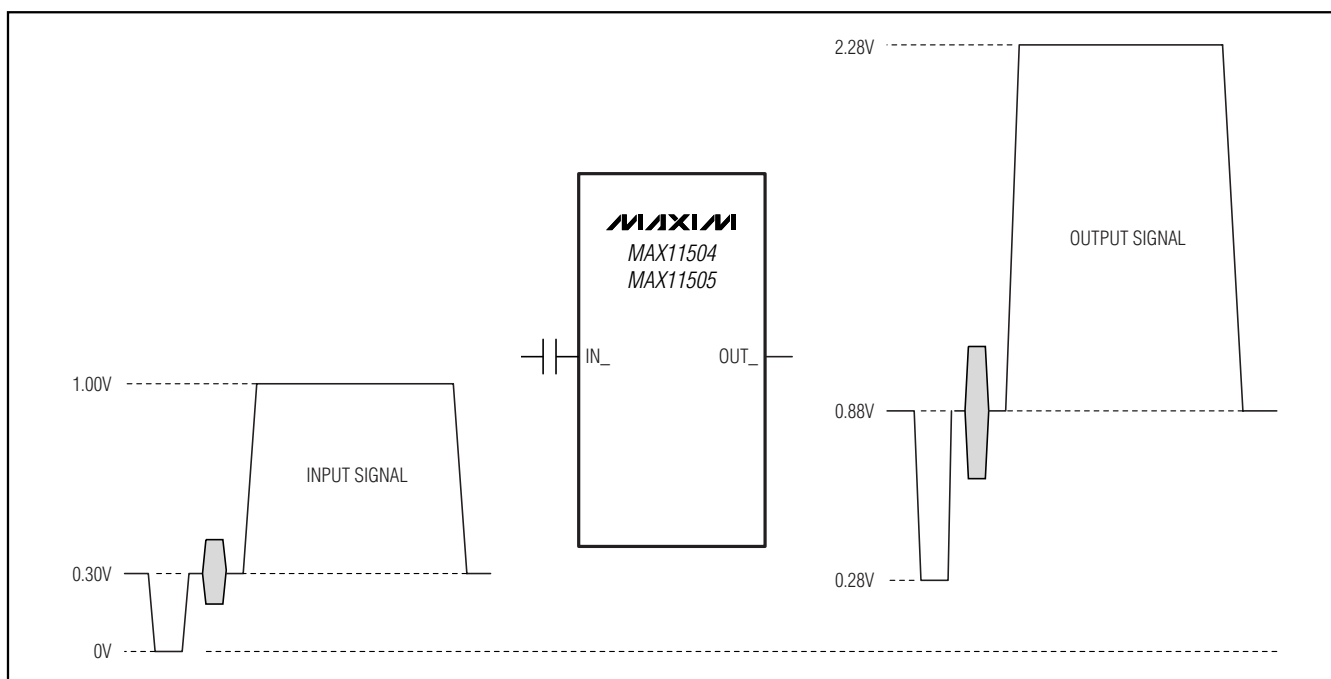 2.28V
MAXIM
MAX11504
MAX11505
OUTPUT SIGNAL
IN_
OUT_
1.00V
0.88V
INPUT SIGNAL
0.30V
0.28V
0V